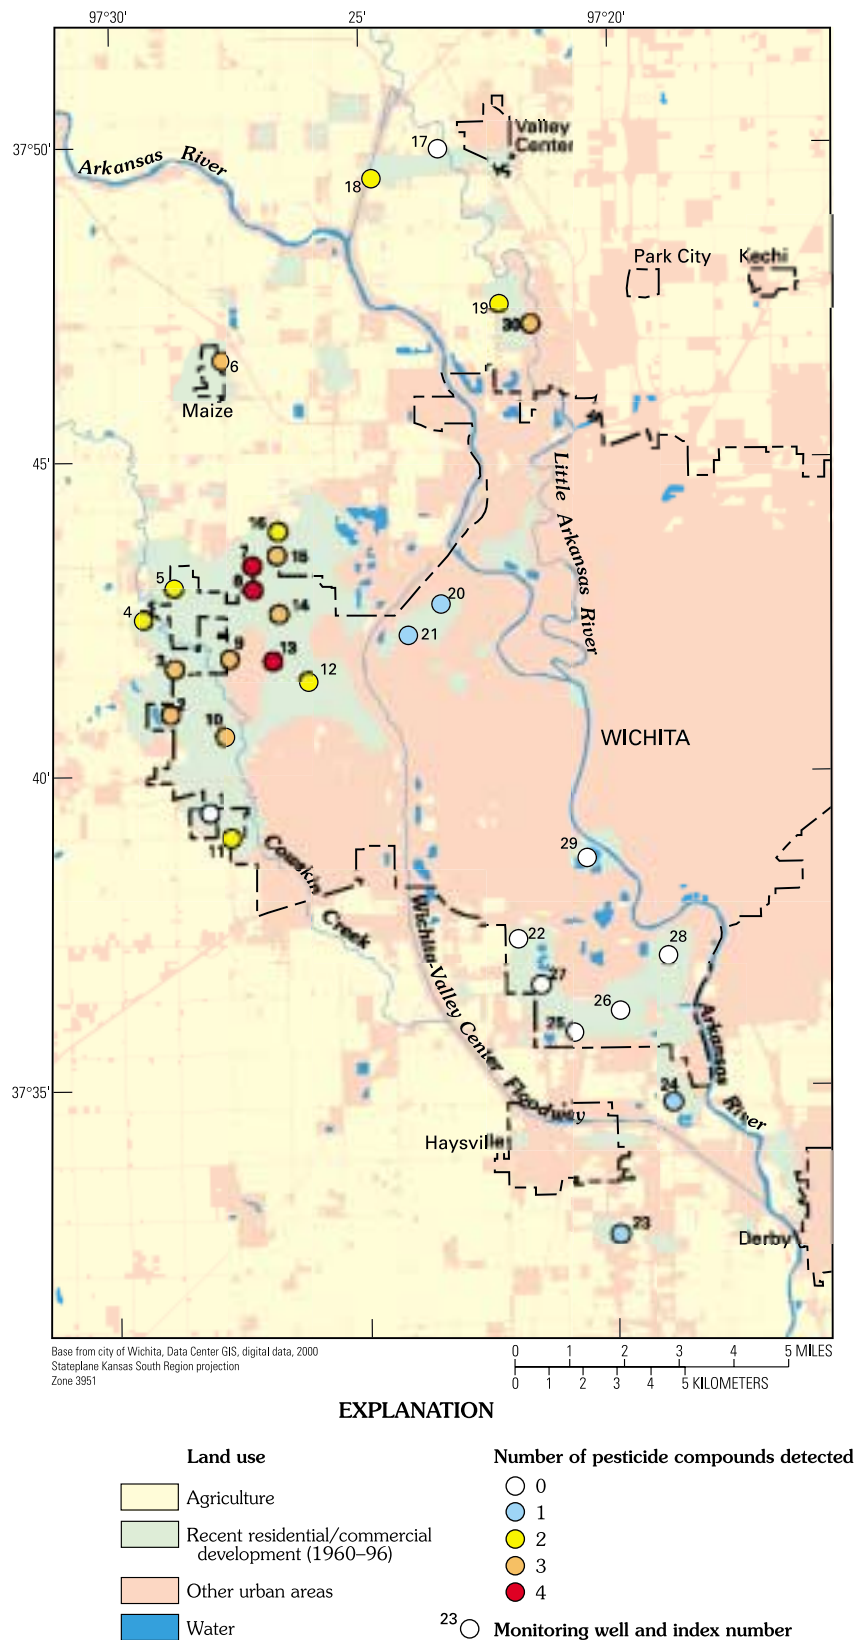 97°30'
25'
97°20'
37°50'
45'
40'
37°35'
Arkansas River
17
Valley
Center
18
Park City
Kechi
19
30
6
Maize
Little Arkansas River
16
7
15
8
5
20
4
14
21
9
13
3
12
2
10
WICHITA
1
11
29
Cowskin
Creek
Wichita-Valley Center Floodway
22
28
27
26
25
Arkansas River
24
Haysville
23
Derby
Base from city of Wichita, Data Center GIS, digital data, 2000
Stateplane Kansas South Region projection
Zone 3951
0 1 2 3 4 5 MILES
0 1 2 3 4 5 KILOMETERS
EXPLANATION
Land use
Agriculture
Recent residential/commercial
development (1960–96)
Other urban areas
Water
Number of pesticide compounds detected
0
1
2
3
4
23 Monitoring well and index number